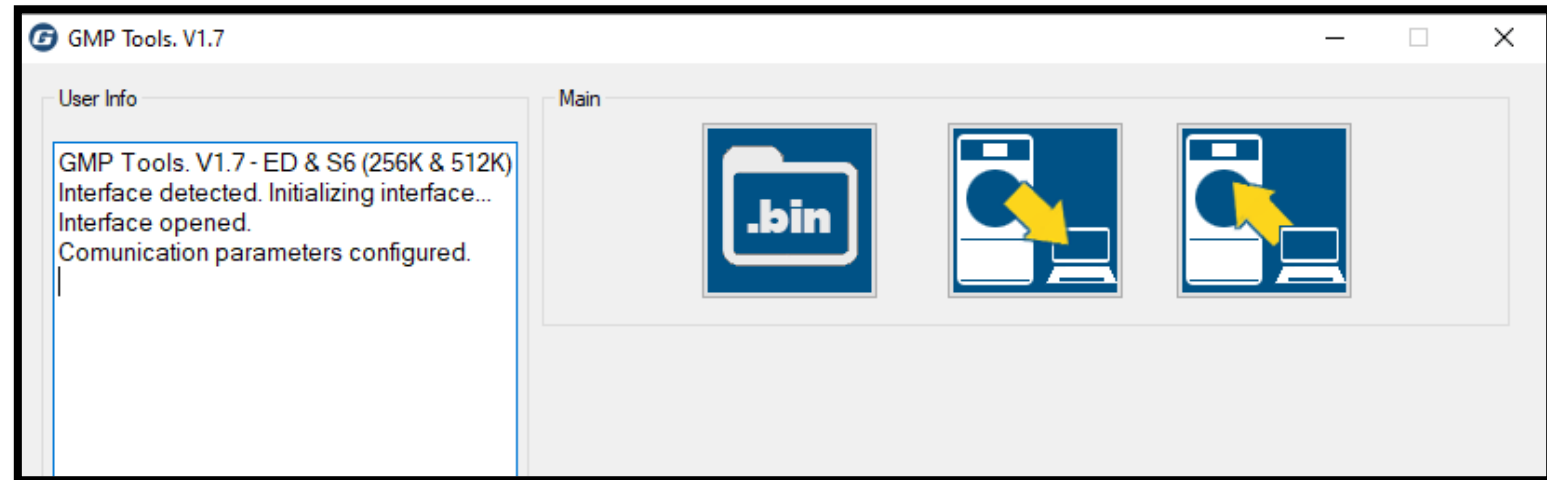 GMP Tools. V1.7
User Info
Main
GMP Tools. V1.7 - ED & S6 (256K & 512K)
Interface detected. Initializing interface...
Interface opened.
Comunication parameters configured.
.bin